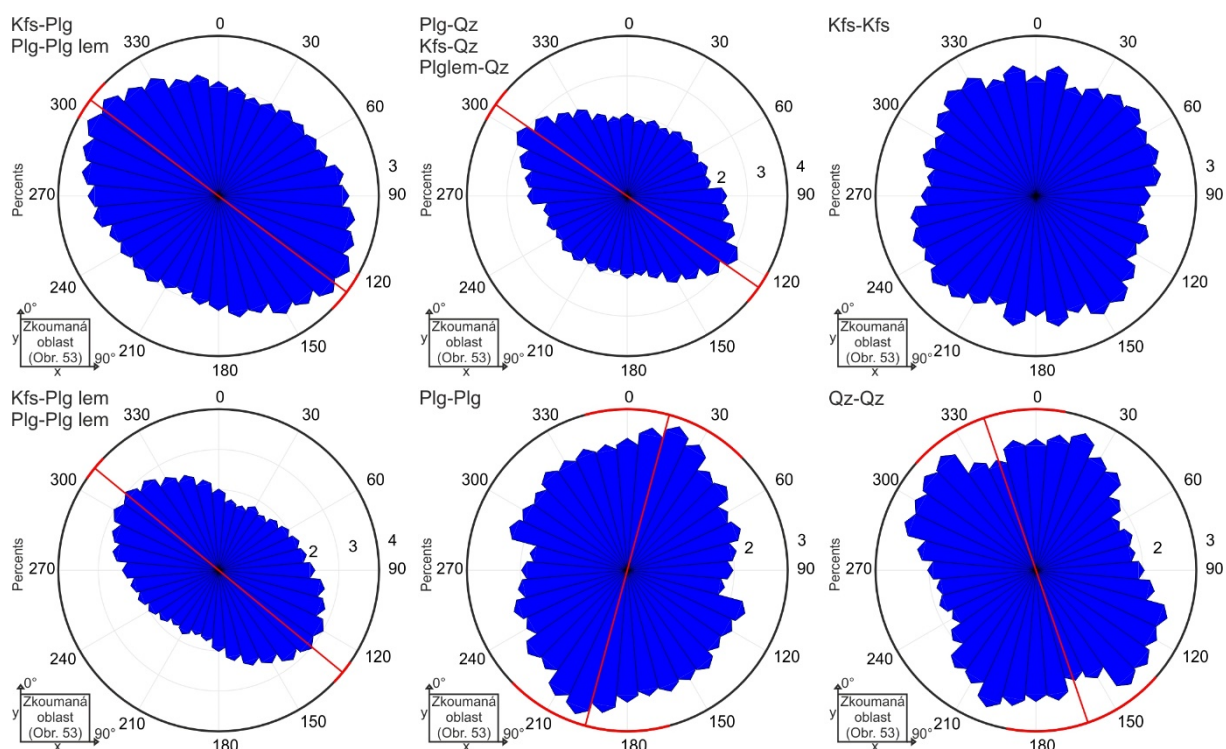 Kfs-Plg
Plg-Plg lem
0
30
60
3
90
120
150
180
210
240
270
300
330
Percents
0°
y
Zkoumaná
oblast
(Obr. 53)
90°
x
Plg-Qz
Kfs-Qz
Plglem-Qz
0
30
60
2
3
4
90
120
150
180
210
240
270
300
330
Percents
0°
y
Zkoumaná
oblast
(Obr. 53)
90°
x
Kfs-Kfs
0
30
60
3
90
120
150
180
210
240
270
300
330
Percents
0°
y
Zkoumaná
oblast
(Obr. 53)
90°
x
Kfs-Plg lem
Plg-Plg lem
0
30
60
2
3
4
90
120
150
180
210
240
270
300
330
Percents
0°
y
Zkoumaná
oblast
(Obr. 53)
90°
x
Plg-Plg
0
30
60
2
3
90
120
150
180
210
240
270
300
330
Percents
0°
y
Zkoumaná
oblast
(Obr. 53)
90°
x
Qz-Qz
0
30
60
2
3
90
120
150
180
210
240
270
300
330
Percents
0°
y
Zkoumaná
oblast
(Obr. 53)
90°
x